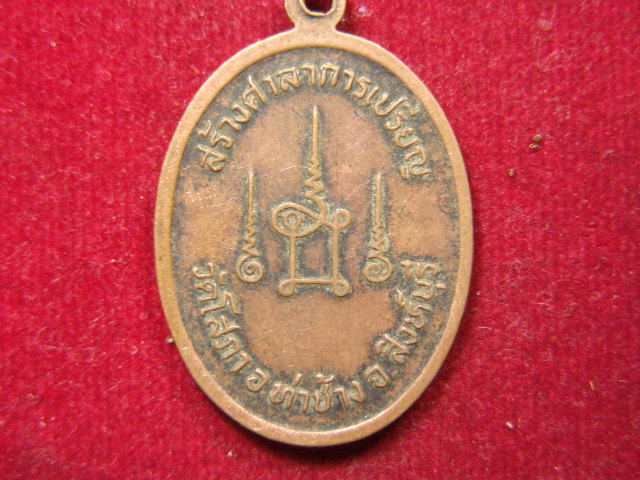 สร้างศาลาการเปรียญ
วัดโสภา อ.ท่าช้าง จ.สิงห์บุรี